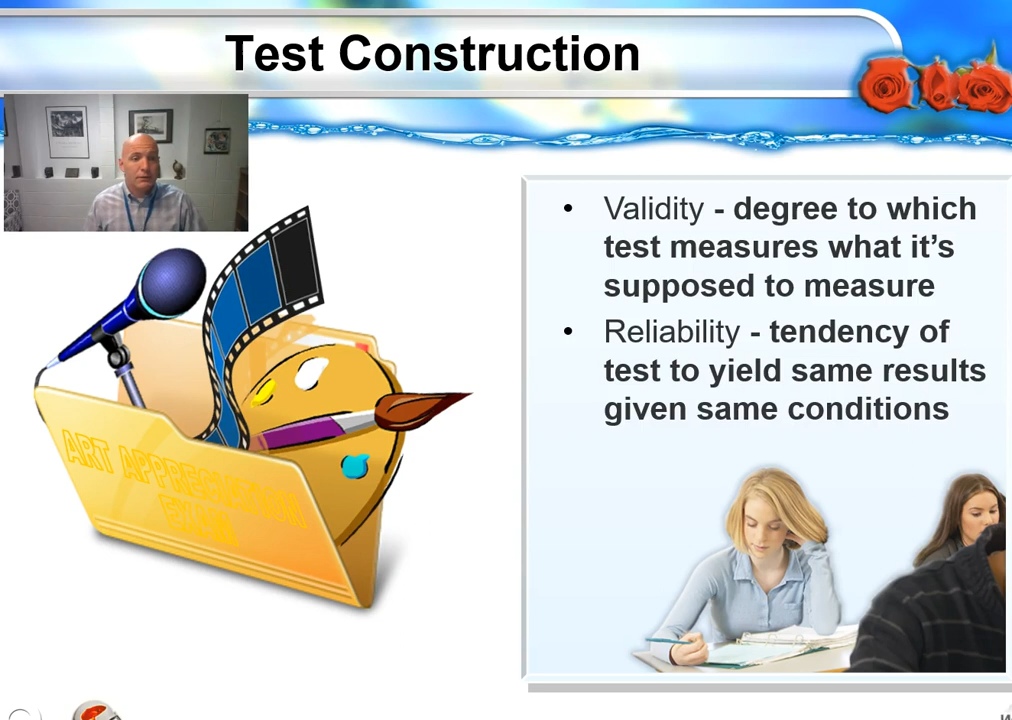 Test Construction
• Validity - degree to which
test measures what it’s
supposed to measure
• Reliability - tendency of
test to yield same results
given same conditions
ART APPRECIATION
EXAM